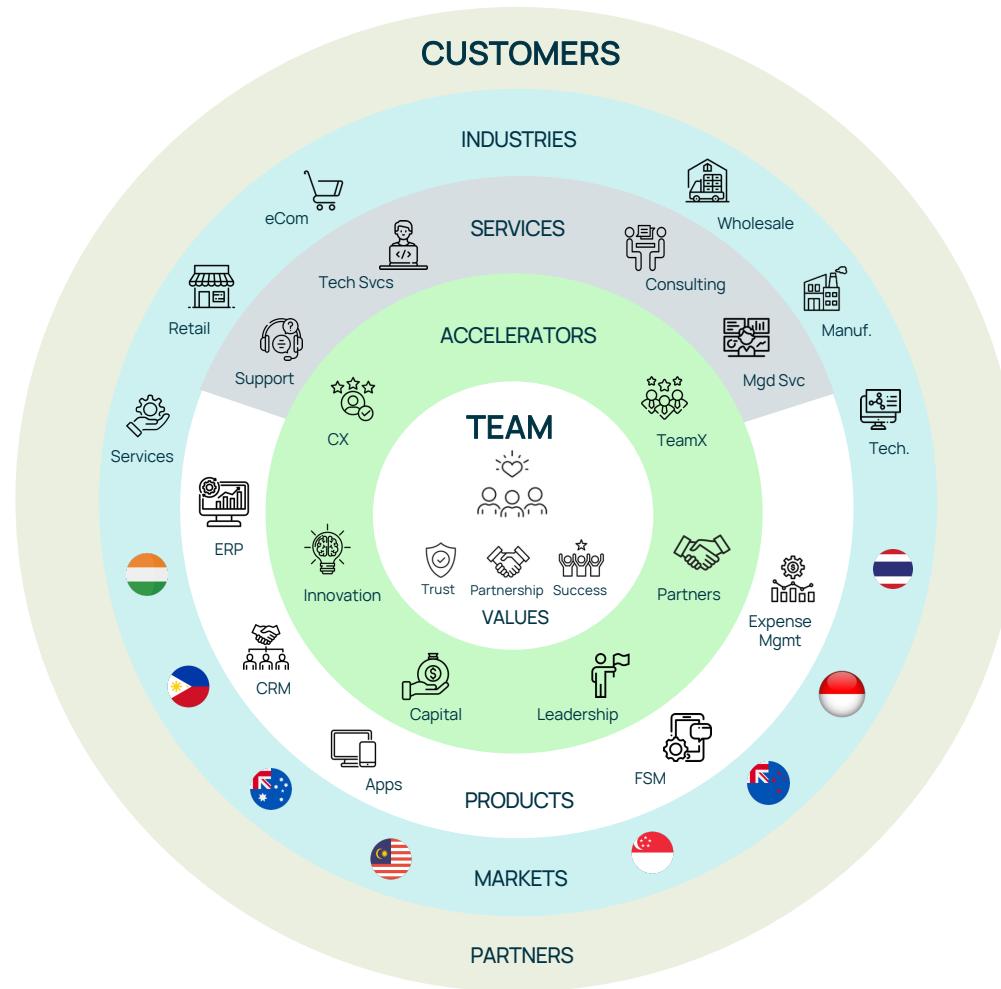 CUSTOMERS
INDUSTRIES
eCom
Wholesale
SERVICES
Tech Svcs
Consulting
Retail
Manuf.
ACCELERATORS
Support
Mgd Svc
CX
TEAM
TeamX
Services
Tech.
ERP
Innovation
Trust
Partnership
Success
Partners
VALUES
Expense
Mgmt
CRM
Capital
Leadership
Apps
FSM
PRODUCTS
MARKETS
PARTNERS